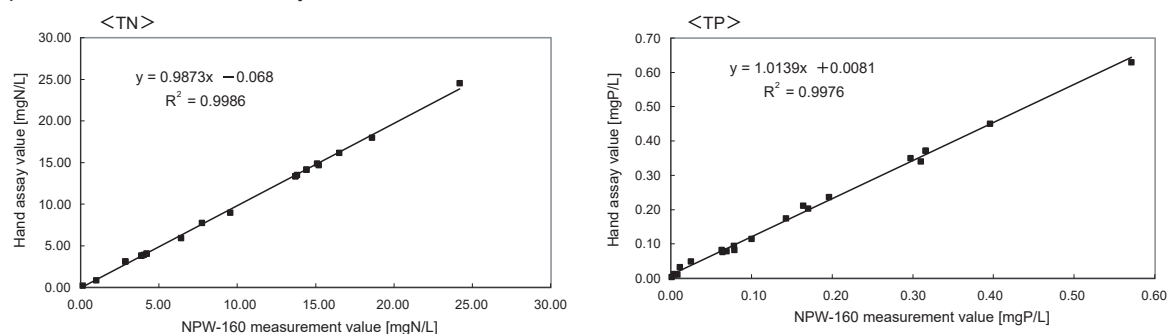 ＜TN＞
30.00
25.00
20.00
15.00
10.00
5.00
0.00
Hand assay value [mgN/L]
y = 0.9873x －0.068
R² = 0.9986
0.00 5.00 10.00 15.00 20.00 25.00 30.00
NPW-160 measurement value [mgN/L]
＜TP＞
0.70
0.60
0.50
0.40
0.30
0.20
0.10
0.00
Hand assay value [mgP/L]
y = 1.0139x ＋0.0081
R² = 0.9976
0.00 0.10 0.20 0.30 0.40 0.50 0.60
NPW-160 measurement value [mgP/L]